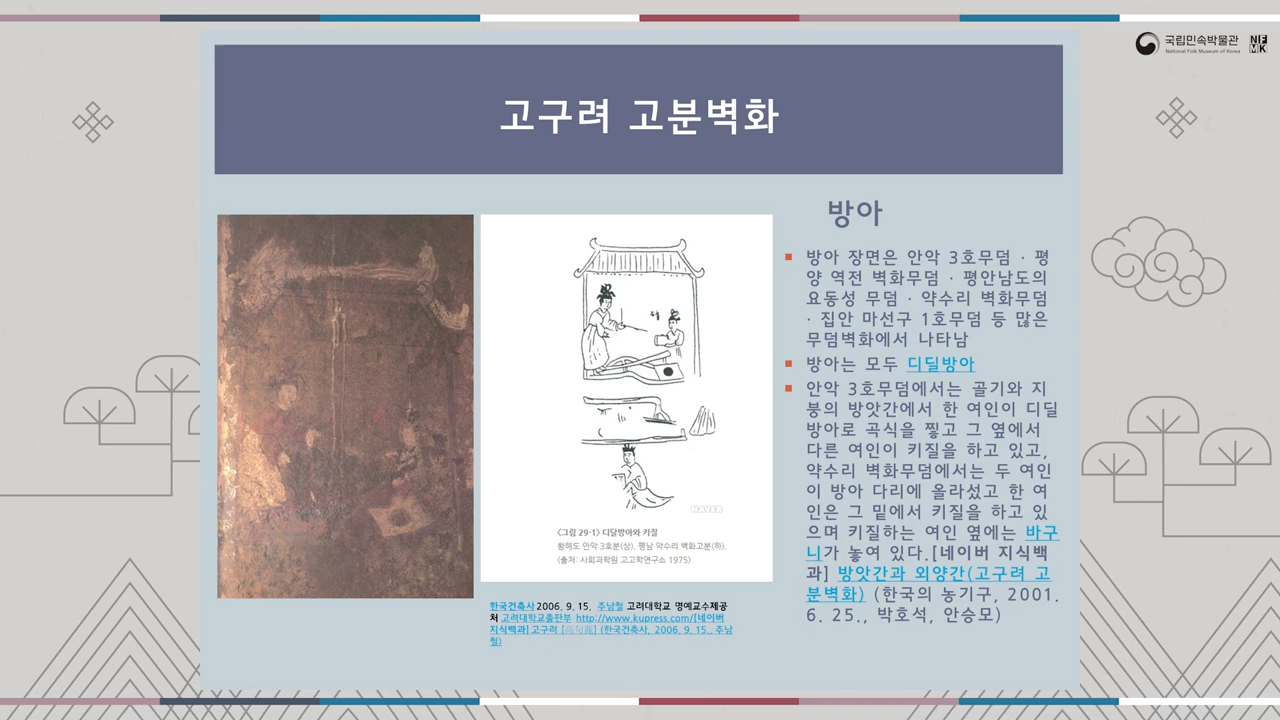 국립민속박물관
National Folk Museum of Korea
NF
MK
고구려 고분벽화
방아
방아 장면은 안악 3호무덤 · 평
양 역전 벽화무덤 · 평안남도의
요동성 무덤 · 약수리 벽화무덤
· 집안 마선구 1호무덤 등 많은
무덤벽화에서 나타남
방아는 모두 디딜방아
안악 3호무덤에서는 골기와 지
붕의 방앗간에서 한 여인이 디딜
방아로 곡식을 찧고 그 옆에서
다른 여인이 키질을 하고 있고,
약수리 벽화무덤에서는 두 여인
이 방아 다리에 올라섰고 한 여
인은 그 밑에서 키질을 하고 있
으며 키질하는 여인 옆에는 바구
니가 놓여 있다.[네이버 지식백
과] 방앗간과 외양간(고구려 고
분벽화) (한국의 농기구, 2001.
6. 25., 박호석, 안승모)
NAVER
<그림 29-1> 디달방아와 키질
황해도 안악 3호분(상), 평남 약수리 벽화고분(하).
(출처: 사회과학원 고고학연구소 1975)
한국건축사 2006. 9. 15, 주남철 고려대학교 명예교수제공
처 고려대학교출판부 http://www.kupress.com/[네이버
지식백과] 고구려 [高句麗] (한국건축사, 2006. 9. 15., 주남
철)